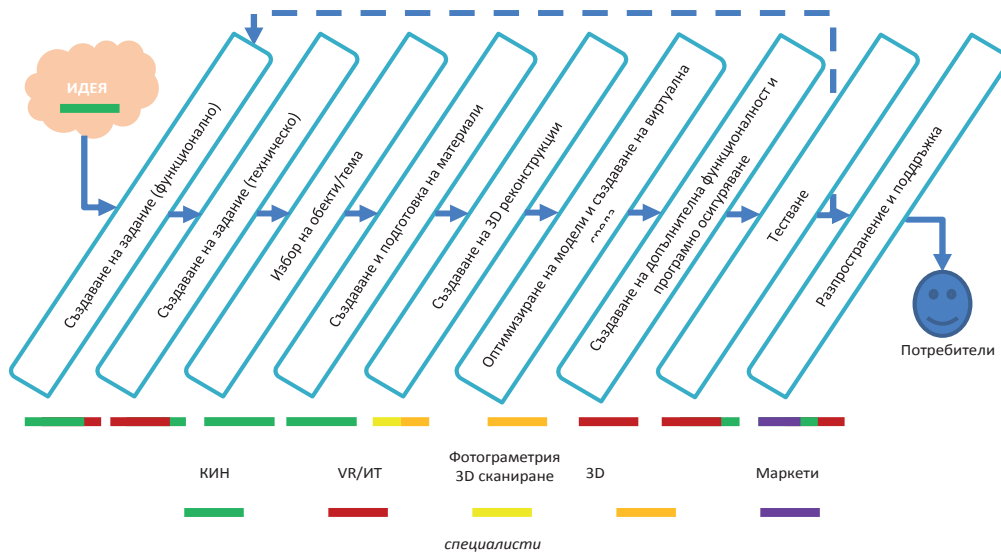 ИДЕЯ
Създаване на задание (функционално)
Създаване на задание (техническо)
Избор на обекти/тема
Създаване и подготовка на материали
Създаване на 3D реконструкции
Оптимизиране на модели и създаване на виртуална
Създаване на допълнителна функционалност и
програмно осигуряване
Тестване
Разпространение и поддръжка
Потребители
КИН
VR/ИТ
Фотограметрия
3D сканиране
3D
Маркети
специалисти